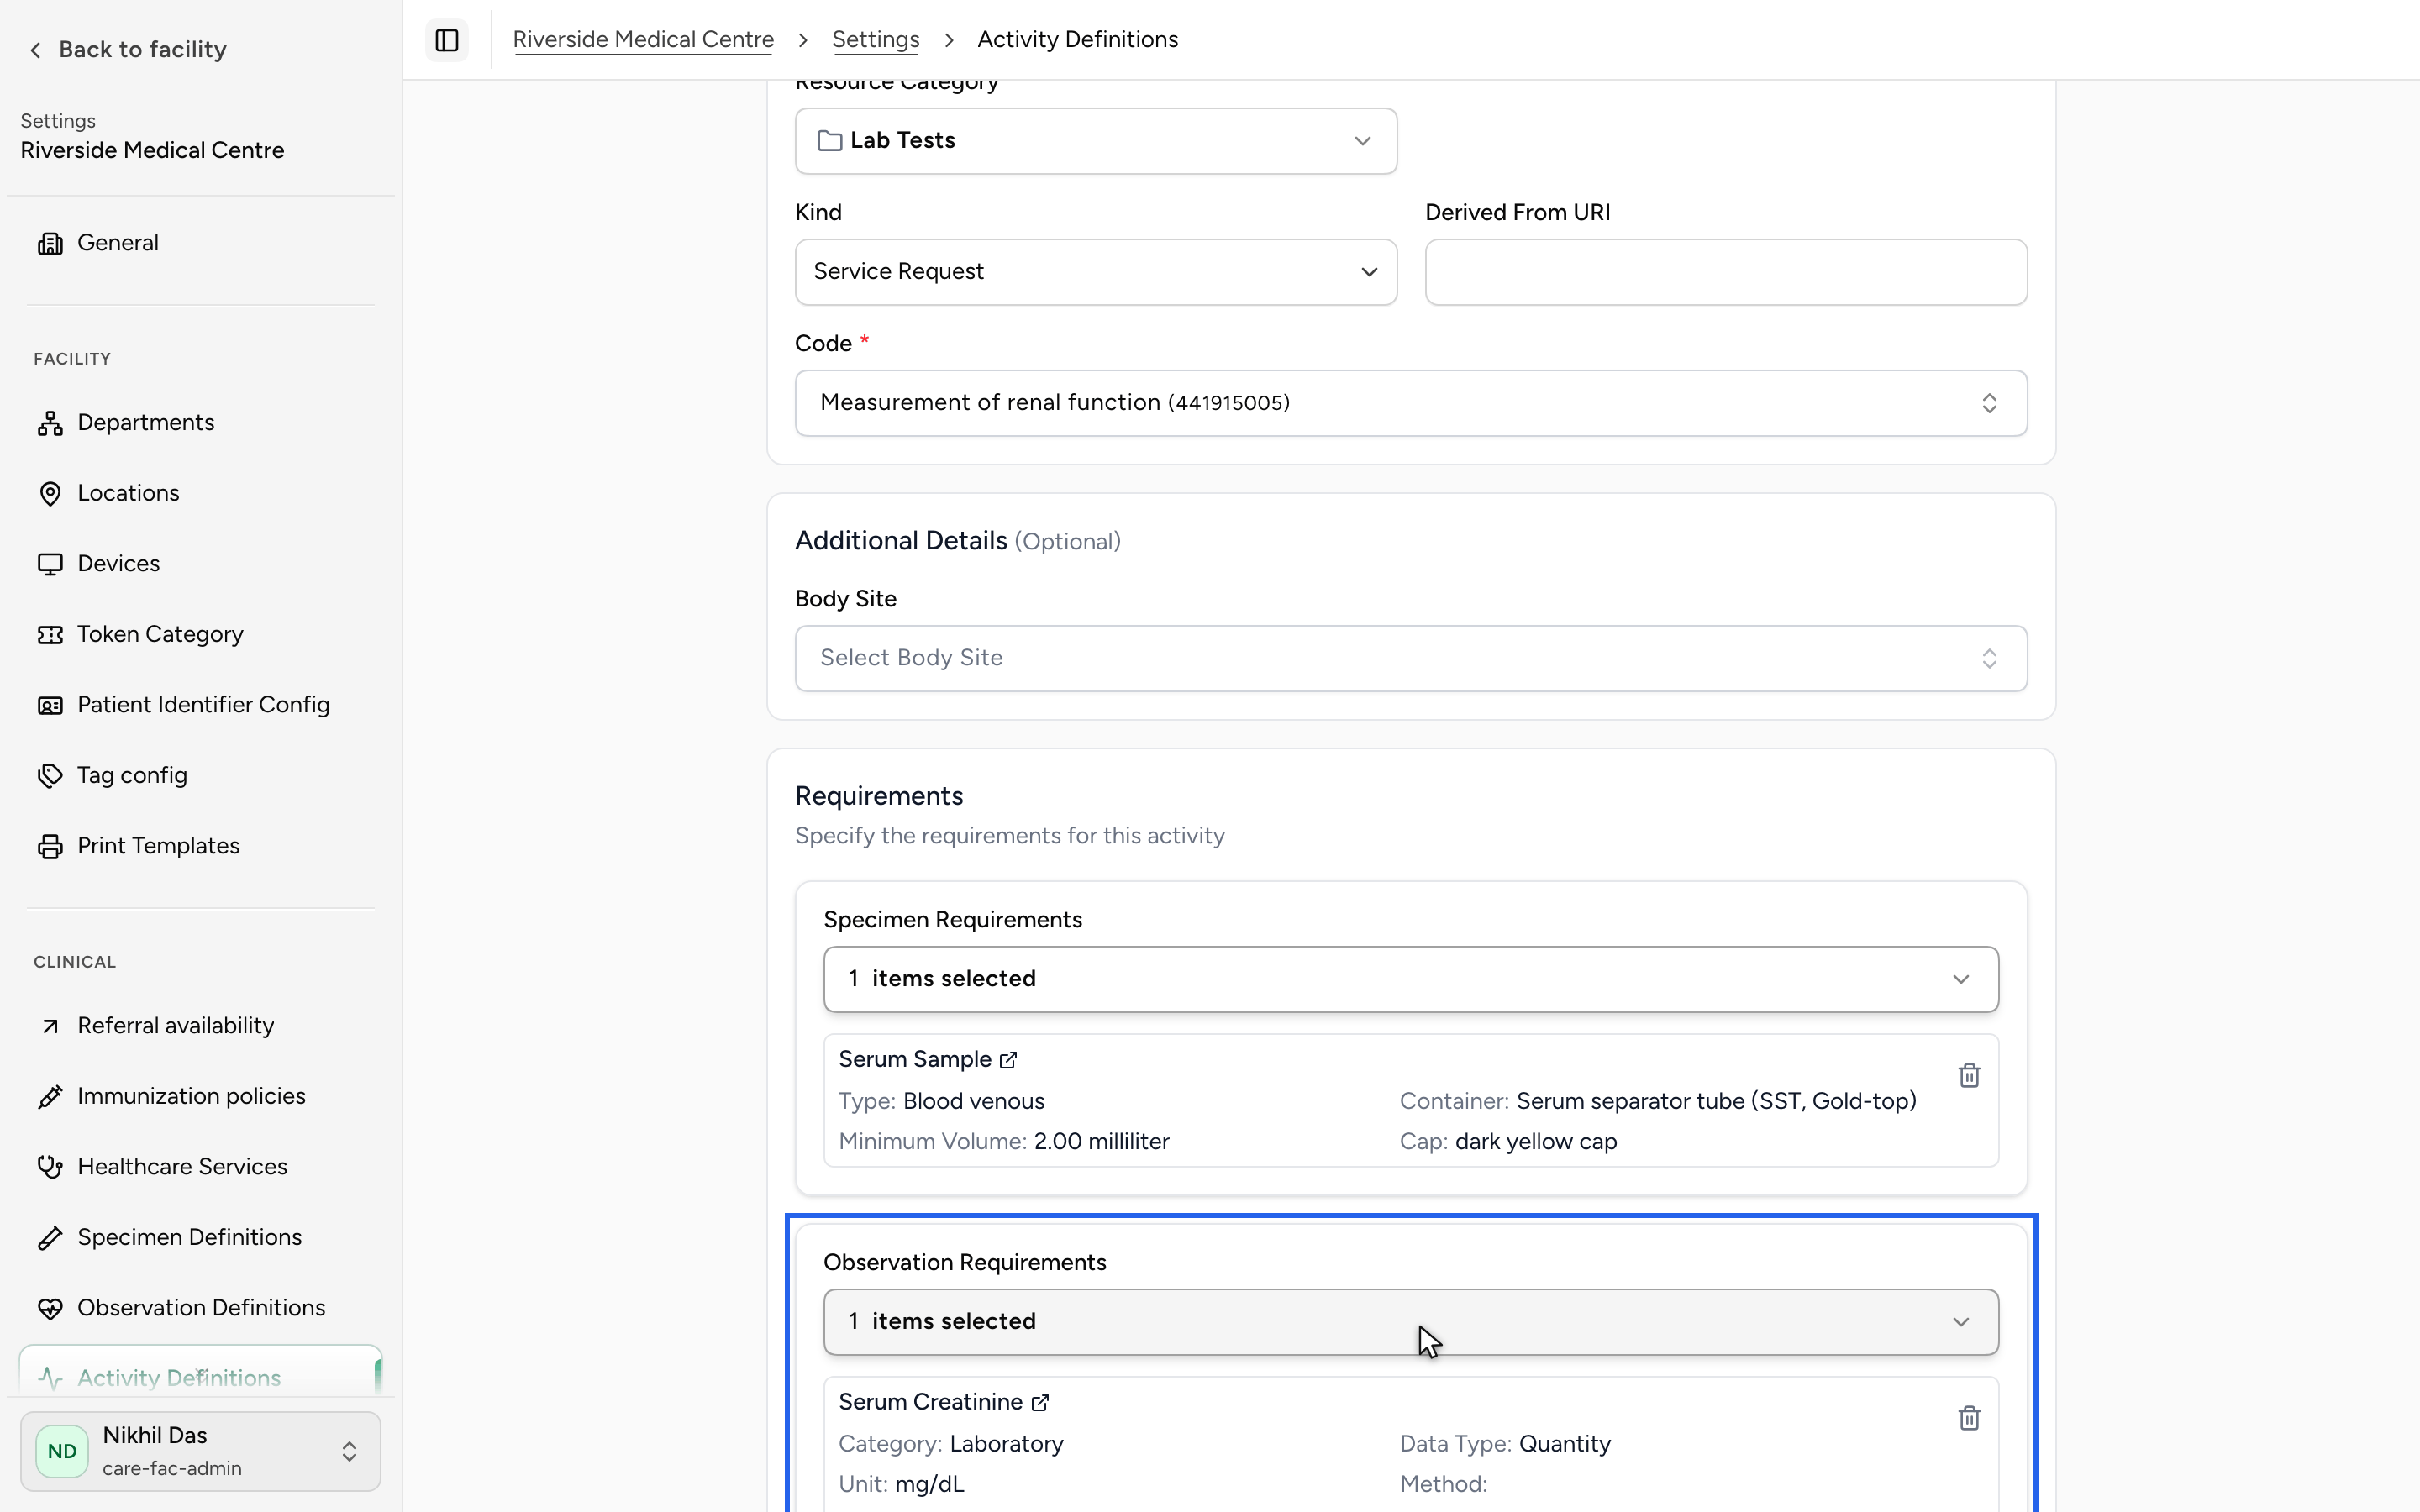 Back to facility
Settings
Riverside Medical Centre
General
FACILITY
Departments
Locations
Devices
Token Category
Patient Identifier Config
Tag config
Print Templates
CLINICAL
Referral availability
Immunization policies
Healthcare Services
Specimen Definitions
Observation Definitions
Activity Definitions
ND
Nikhil Das
care-fac-admin
Riverside Medical Centre > Settings > Activity Definitions
Resource Category
Lab Tests
Kind
Derived From URI
Service Request
Code *
Measurement of renal function (441915005)
Additional Details (Optional)
Body Site
Select Body Site
Requirements
Specify the requirements for this activity
Specimen Requirements
1 items selected
Serum Sample
Type: Blood venous
Container: Serum separator tube (SST, Gold-top)
Minimum Volume: 2.00 milliliter
Cap: dark yellow cap
Observation Requirements
1 items selected
Serum Creatinine
Category: Laboratory
Data Type: Quantity
Unit: mg/dL
Method: